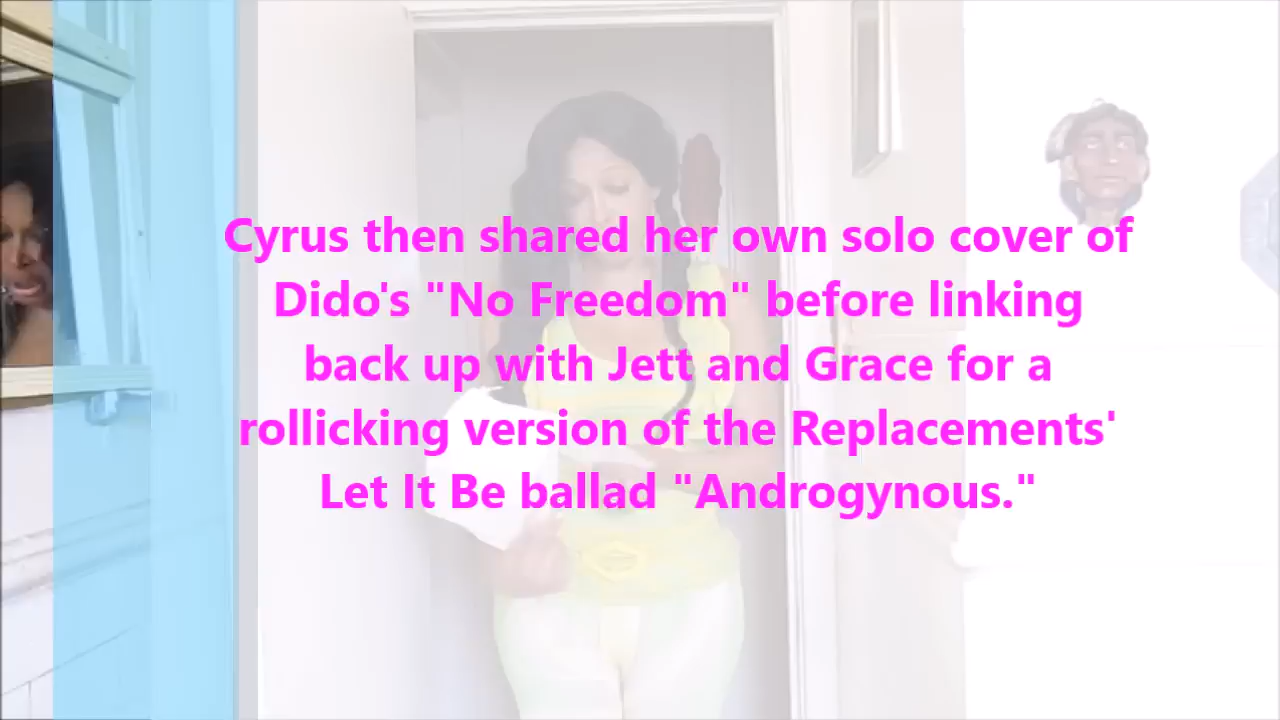 Cyrus then shared her own solo cover of
Dido's "No Freedom" before linking
back up with Jett and Grace for a
rollicking version of the Replacements'
Let It Be ballad "Androgynous."